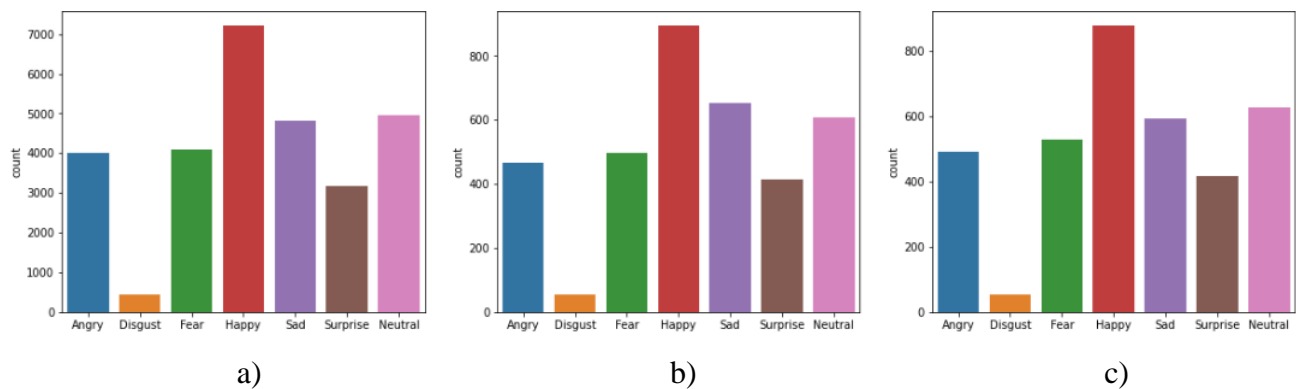 7000
6000
5000
4000
3000
2000
1000
0
count
Angry Disgust Fear Happy Sad Surprise Neutral
a)
800
600
400
200
0
count
Angry Disgust Fear Happy Sad Surprise Neutral
b)
800
600
400
200
0
count
Angry Disgust Fear Happy Sad Surprise Neutral
c)